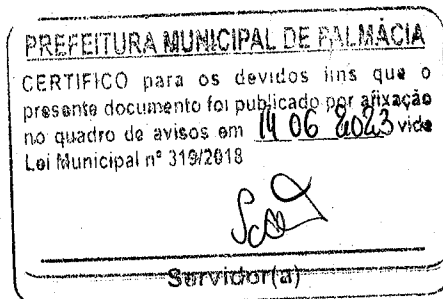 PREFEITURA MUNICIPAL DE PALMÁCIA
CERTIFICO para os devidos fins que o
presente documento foi publicado por afixação
no quadro de avisos em 14 06 2023 vide
Lei Municipal nº 319/2018
Servidor(a)